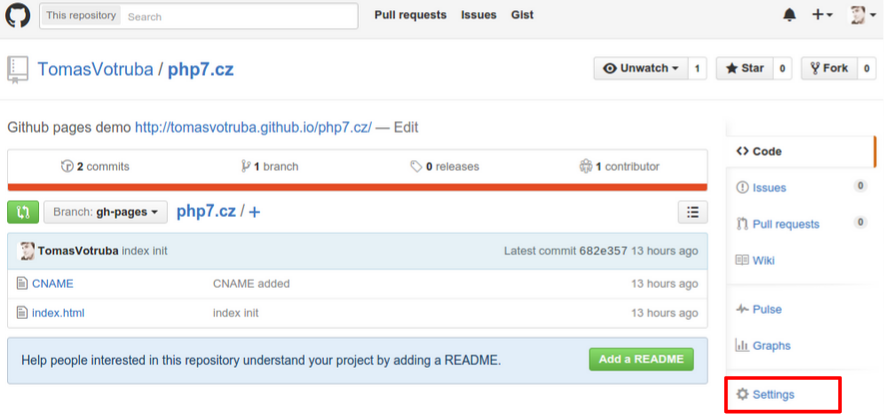 This repository Search Pull requests Issues Gist
TomasVotruba / php7.cz Unwatch 1 Star 0 Fork 0
Github pages demo http://tomasvotruba.github.io/php7.cz/ — Edit
2 commits 1 branch 0 releases 1 contributor
Branch: gh-pages php7.cz / +
TomasVotruba index init Latest commit 682e357 13 hours ago
CNAME CNAME added 13 hours ago
index.html index init 13 hours ago
Help people interested in this repository understand your project by adding a README. Add a README
Code
Issues 0
Pull requests 0
Wiki
Pulse
Graphs
Settings